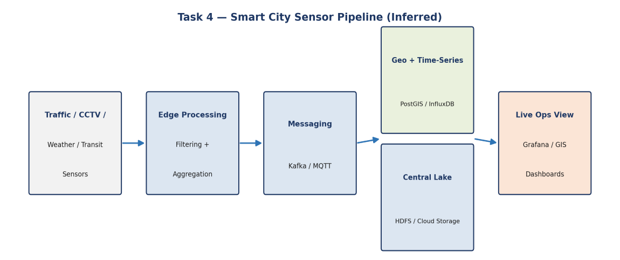 Task 4 — Smart City Sensor Pipeline (Inferred)
Traffic / CCTV /
Weather / Transit
Sensors
Edge Processing
Filtering +
Aggregation
Messaging
Kafka / MQTT
Geo + Time-Series
PostGIS / InfluxDB
Central Lake
HDFS / Cloud Storage
Live Ops View
Grafana / GIS
Dashboards